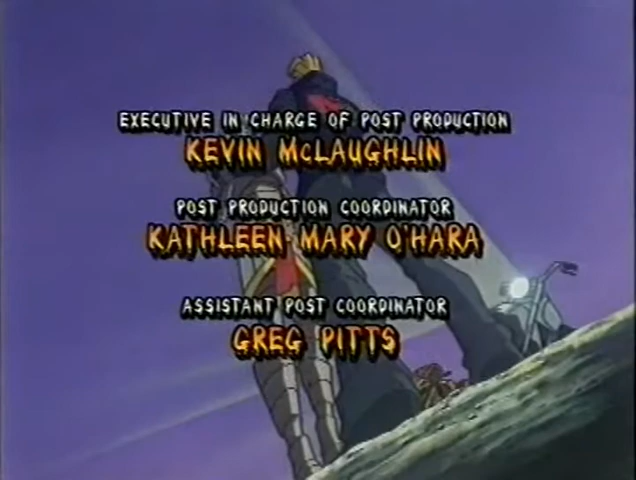 EXECUTIVE IN CHARGE OF POST PRODUCTION
KEVIN McLAUGHLIN
POST PRODUCTION COORDINATOR
KATHLEEN MARY O'HARA
ASSISTANT POST COORDINATOR
GREG PITTS